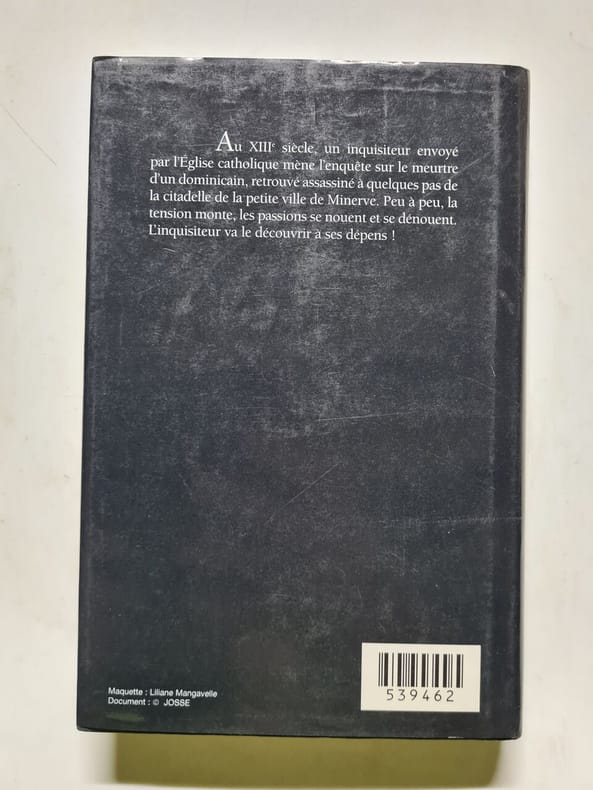 Au XIIIe siècle, un inquisiteur envoyé
par l'Église catholique mène l'enquête sur le meurtre
d'un dominicain, retrouvé assassiné à quelques pas de
la citadelle de la petite ville de Minerve. Peu à peu, la
tension monte, les passions se nouent et se dénouent.
L'inquisiteur va le découvrir à ses dépens !
539462
Maquette : Liliane Mangavelle
Document : © JOSSE